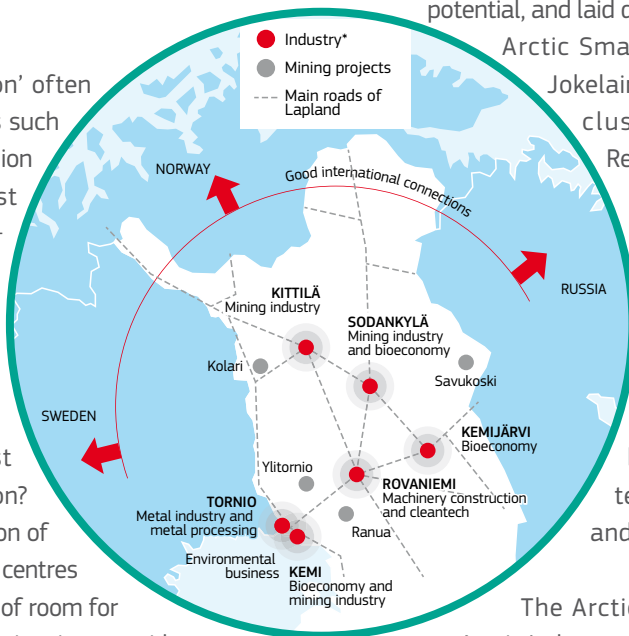 potential, and laid d
Arctic Sma
Jokelain
clus
Re
on' often
s such
ion
st
Industry*
Mining projects
Main roads of
Lapland
NORWAY
Good international connections
RUSSIA
SWEDEN
KITTILÄ
Mining industry
SODANKYLÄ
Mining industry
and bioeconomy
Kolari
Savukoski
KEMIJÄRVI
Bioeconomy
Ylitornio
ROVANIEMI
Machinery construction
and cleantech
TORNIO
Metal industry and
metal processing
Ranua
Environmental
business
KEMI
Bioeconomy and
mining industry
st
on?
on of
centres
of room for
te
and
The Arctic